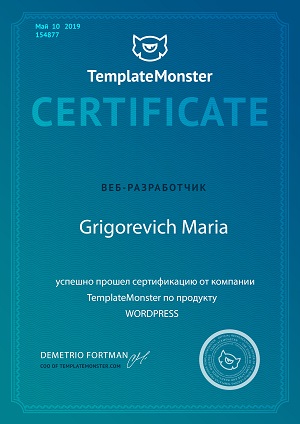 Май 10 2019
154877
TemplateMonster
CERTIFICATE
ВЕБ-РАЗРАБОТЧИК
Grigorevich Maria
успешно прошел сертификацию от компании
TemplateMonster по продукту
WORDPRESS
DEMETRIO FORTMAN
COO OF TEMPLATEMONSTER.COM